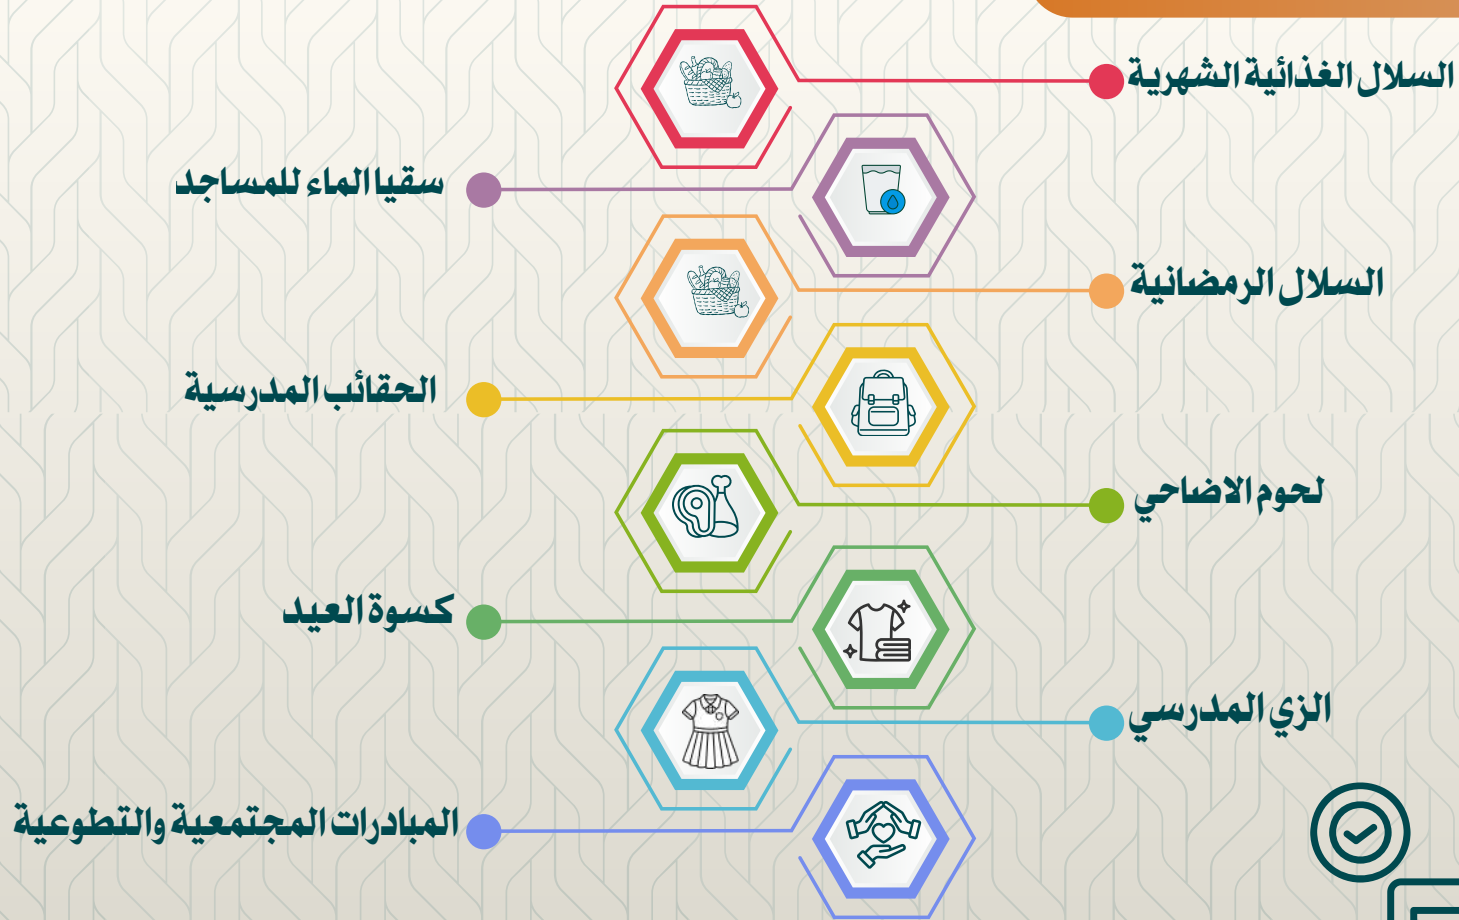 السلال الغذائية الشهرية
سقيا الماء للمساجد
السلال الرمضانية
الحقائب المدرسية
لحوم الاضاحي
كسوة العيد
الزي المدرسي
المبادرات المجتمعية والتطوعية